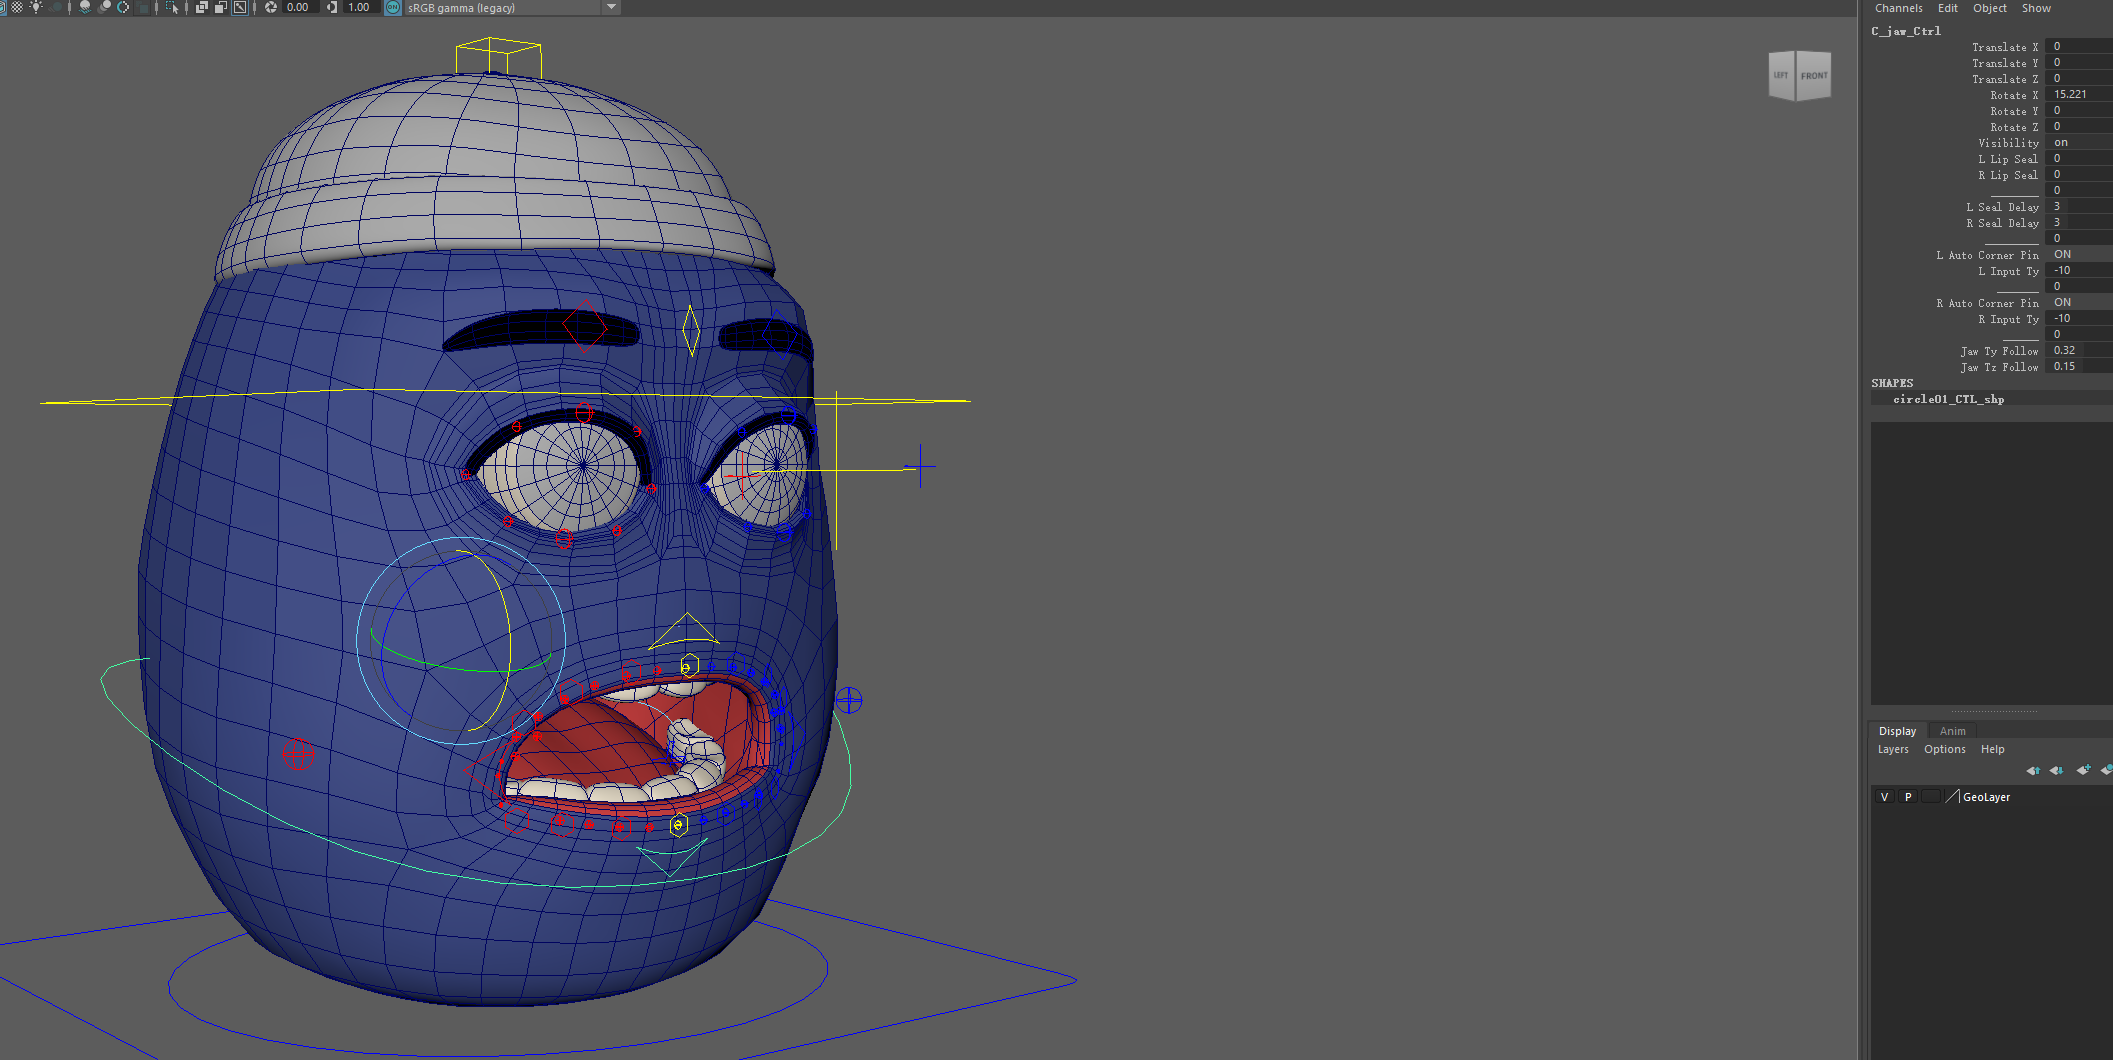 0.00 1.00 ON sRGB gamma (legacy)
Channels Edit Object Show
C_jaw_Ctrl
Translate X 0
Translate Y 0
Translate Z 0
Rotate X 15.221
Rotate Y 0
Rotate Z 0
Visibility on
L Lip Seal 0
R Lip Seal 0
0
L Seal Delay 3
R Seal Delay 3
0
L Auto Corner Pin ON
L Input Ty -10
0
R Auto Corner Pin ON
R Input Ty -10
0
Jaw Ty Follow 0.32
Jaw Tz Follow 0.15
SHAPES
circle01_CTL_shp
LEFT FRONT
Display Anim
Layers Options Help
V P GeoLayer